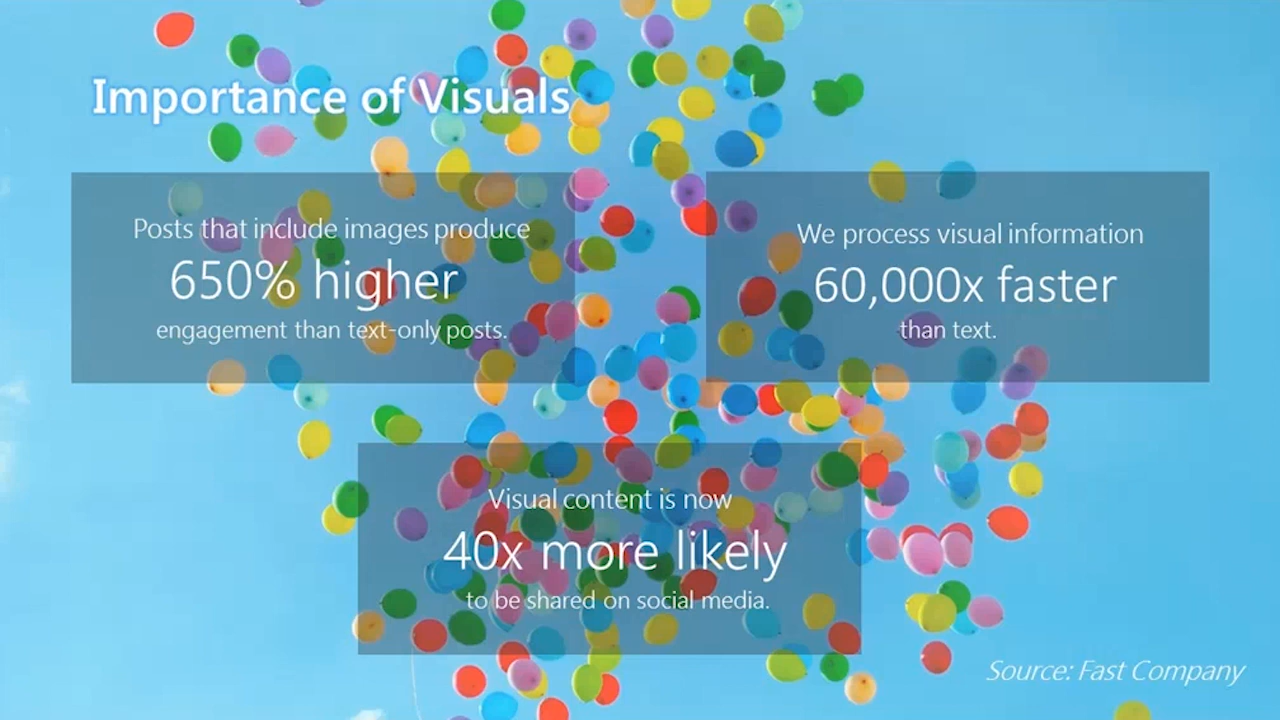 Importance of Visuals
Posts that include images produce
650% higher
engagement than text-only posts.
We process visual information
60,000x faster
than text.
Visual content is now
40x more likely
to be shared on social media.
Source: Fast Company